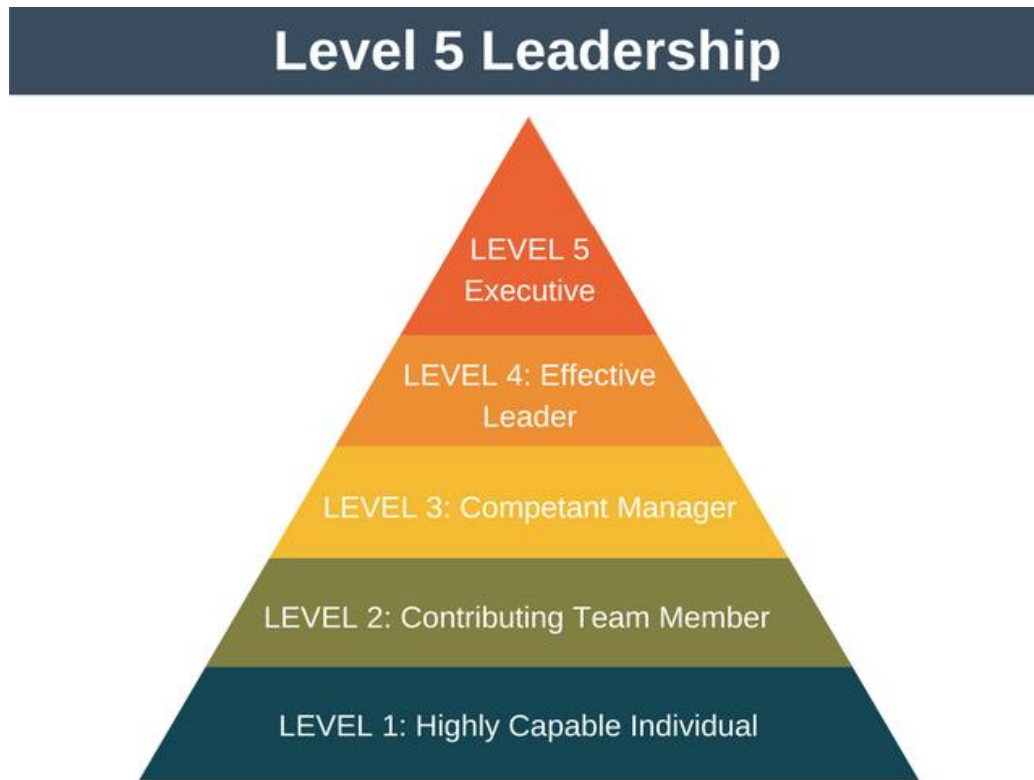 Level 5 Leadership
LEVEL 5
Executive
LEVEL 4: Effective
Leader
LEVEL 3: Competant Manager
LEVEL 2: Contributing Team Member
LEVEL 1: Highly Capable Individual